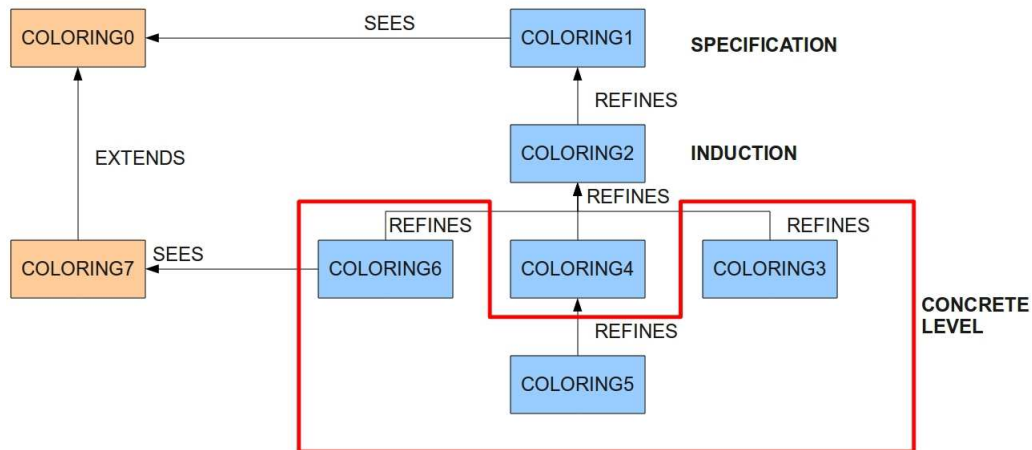 SEES
COLORING0
COLORING1
SPECIFICATION
REFINES
COLORING2
INDUCTION
EXTENDS
REFINES
REFINES
REFINES
SEES
COLORING7
COLORING6
COLORING4
COLORING3
CONCRETE
LEVEL
REFINES
COLORING5